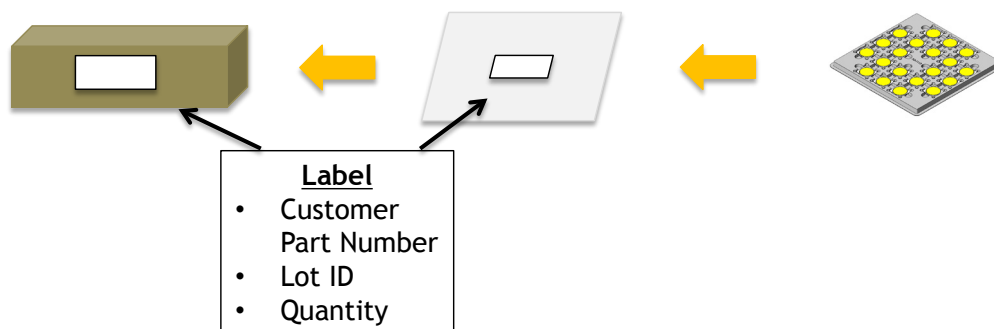 Label
• Customer
Part Number
• Lot ID
• Quantity